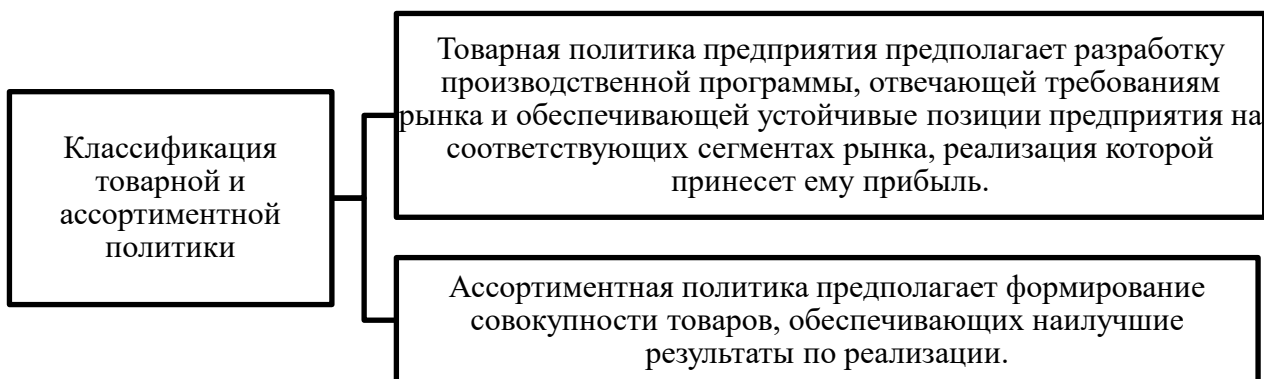 Классификация
товарной и
ассортиментной
политики
Товарная политика предприятия предполагает разработку
производственной программы, отвечающей требованиям
рынка и обеспечивающей устойчивые позиции предприятия на
соответствующих сегментах рынка, реализация которой
принесет ему прибыль.
Ассортиментная политика предполагает формирование
совокупности товаров, обеспечивающих наилучшие
результаты по реализации.